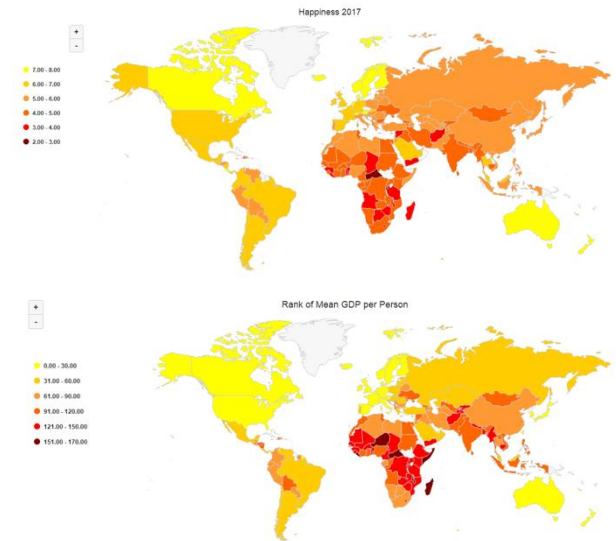 Happiness 2017
+
-
7.00 - 8.00
6.00 - 7.00
5.00 - 6.00
4.00 - 5.00
3.00 - 4.00
2.00 - 3.00
Rank of Mean GDP per Person
+
-
0.00 - 30.00
31.00 - 60.00
61.00 - 90.00
91.00 - 120.00
121.00 - 150.00
151.00 - 170.00